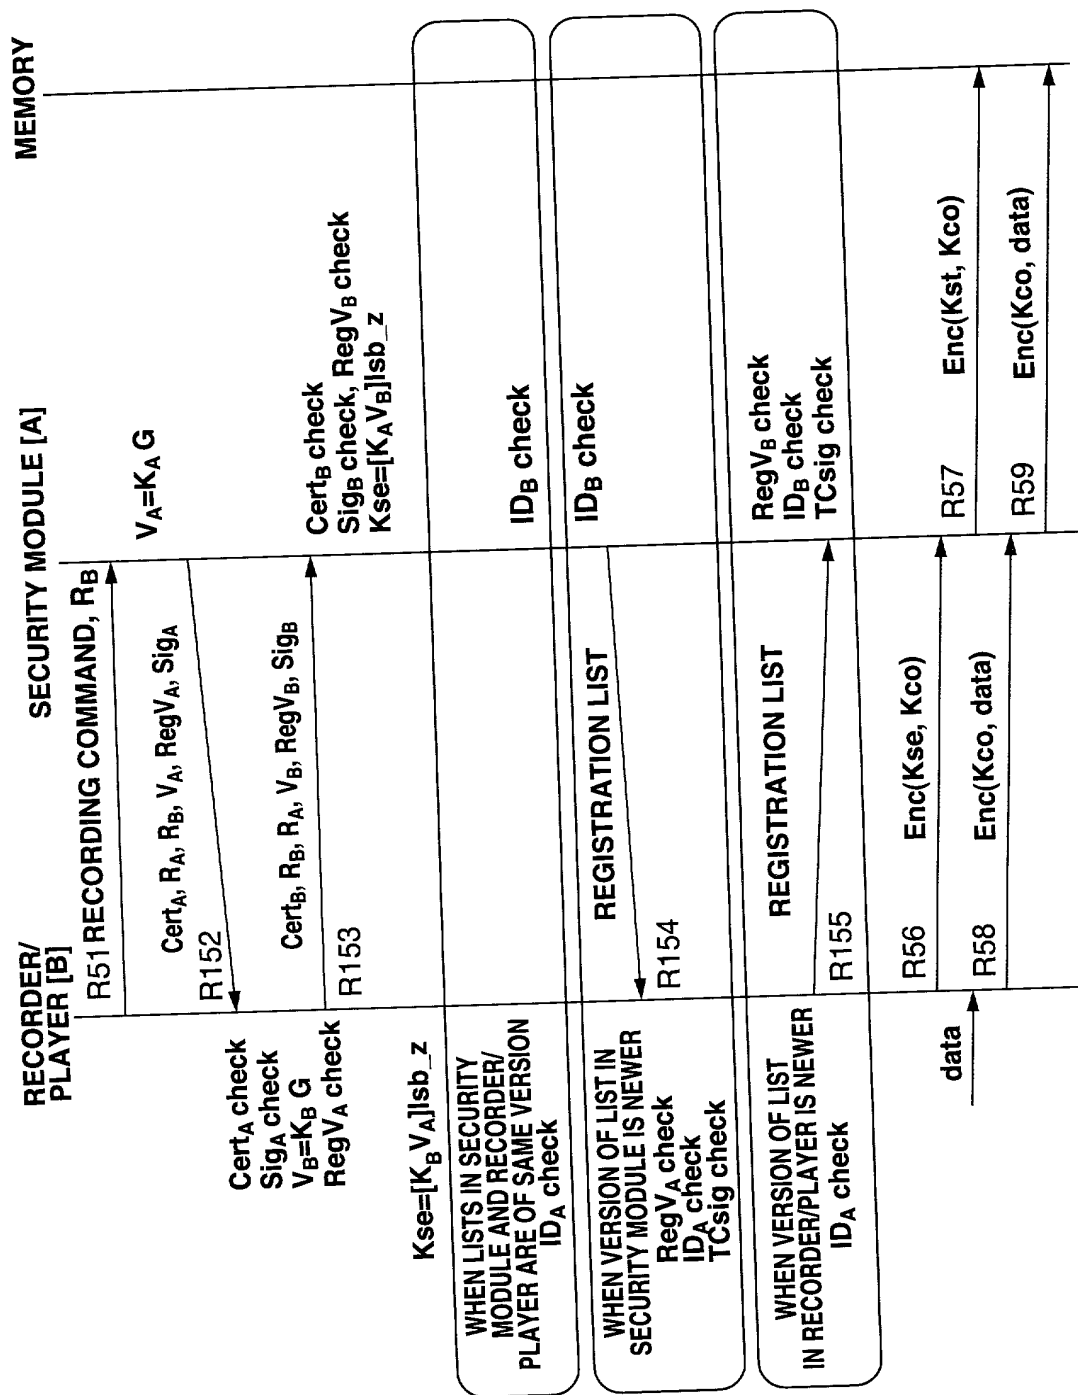 RECORDER/
PLAYER [B]
SECURITY MODULE [A]
MEMORY
R51 RECORDING COMMAND, RB
VA=KA G
CertA, RA, RB, VA, RegVA, SigA
R152
CertA check
SigA check
VB=KB G
RegVA check
CertB, RB, RA, VB, RegVB, SigB
R153
CertB check
SigB check, RegVB check
Kse=[KAVB]lsb_z
Kse=[KB VA]lsb_z
WHEN LISTS IN SECURITY
MODULE AND RECORDER/
PLAYER ARE OF SAME VERSION
IDA check
IDB check
WHEN VERSION OF LIST IN
SECURITY MODULE IS NEWER
RegVA check
IDA check
TCsig check
REGISTRATION LIST
R154
IDB check
WHEN VERSION OF LIST
IN RECORDER/PLAYER IS NEWER
IDA check
REGISTRATION LIST
R155
RegVB check
IDB check
TCsig check
R56 Enc(Kse, Kco)
R57 Enc(Kst, Kco)
data
R58 Enc(Kco, data)
R59 Enc(Kco, data)